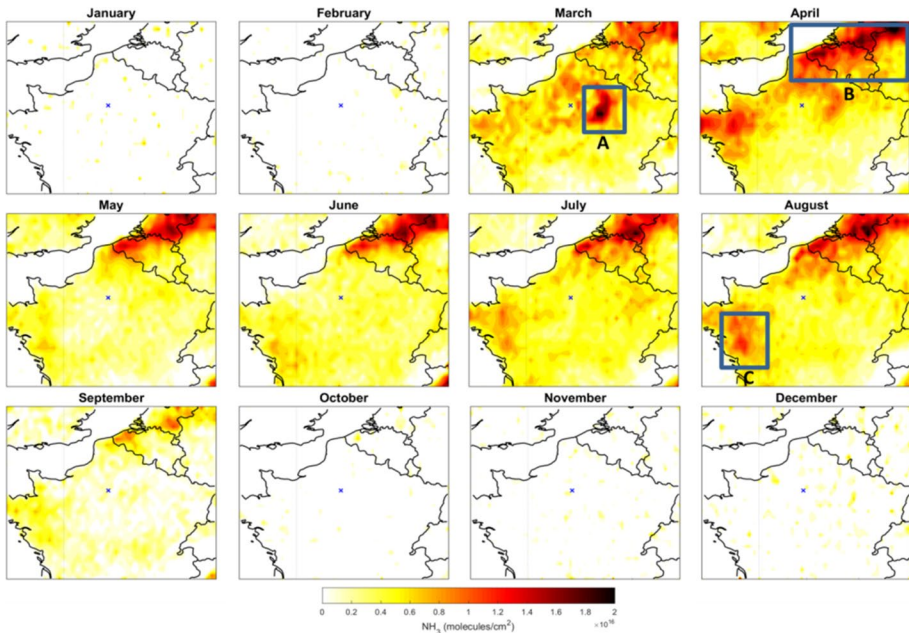 January February March April
A
B
May June July August
C
September October November December
0 0.2 0.4 0.6 0.8 1 1.2 1.4 1.6 1.8 2
NH₃ (molecules/cm²) ×10¹⁶